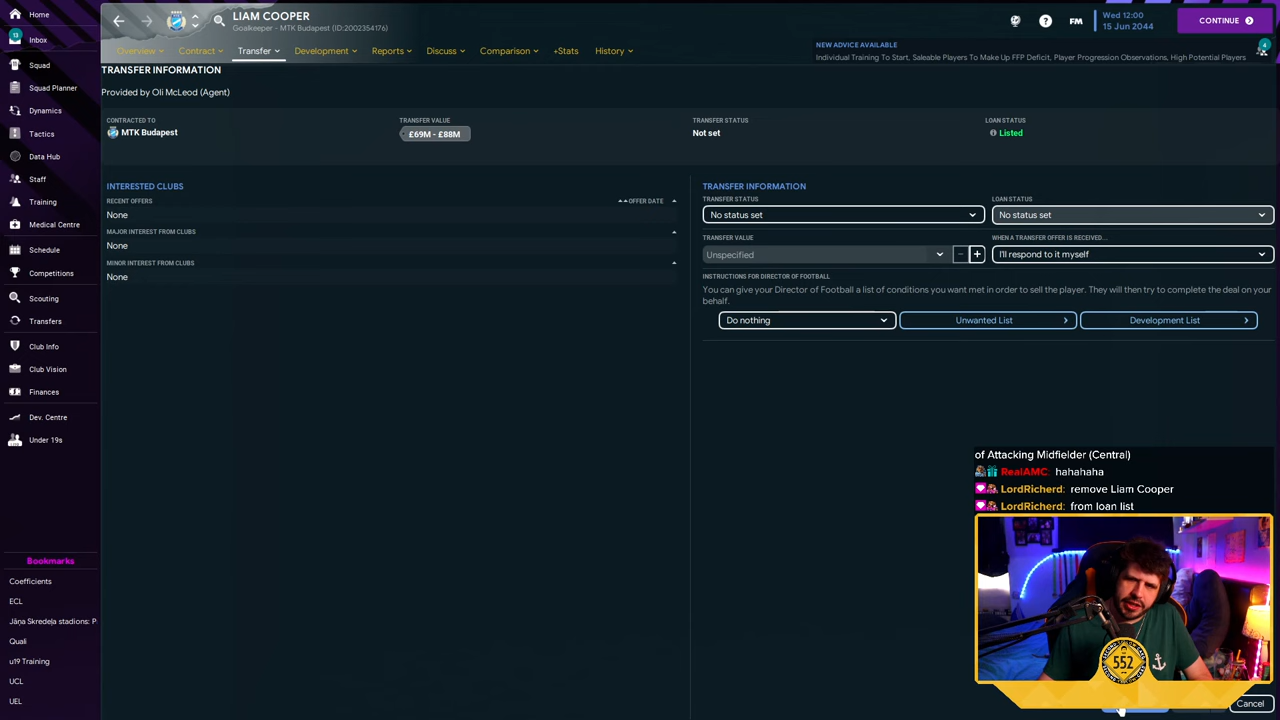 Home
13
Inbox
Squad
Squad Planner
Dynamics
Tactics
Data Hub
Staff
Training
Medical Centre
Schedule
Competitions
Scouting
Transfers
Club Info
Club Vision
Finances
Dev. Centre
Under 19s
Bookmarks
Coefficients
ECL
Jāņa Skredeļa stadions: P
Quali
u19 Training
UCL
UEL
LIAM COOPER
Goalkeeper - MTK Budapest (ID:2002354176)
FM
Wed 12:00
15 Jun 2044
CONTINUE
Overview
Contract
Transfer
Development
Reports
Discuss
Comparison
+Stats
History
NEW ADVICE AVAILABLE
Individual Training To Start, Saleable Players To Make Up FFP Deficit, Player Progression Observations, High Potential Players
4
TRANSFER INFORMATION
Provided by Oli McLeod (Agent)
CONTRACTED TO
MTK Budapest
TRANSFER VALUE
£69M - £88M
TRANSFER STATUS
Not set
LOAN STATUS
Listed
INTERESTED CLUBS
RECENT OFFERS
OFFER DATE
None
MAJOR INTEREST FROM CLUBS
None
MINOR INTEREST FROM CLUBS
None
TRANSFER INFORMATION
TRANSFER STATUS
No status set
LOAN STATUS
No status set
TRANSFER VALUE
Unspecified
WHEN A TRANSFER OFFER IS RECEIVED...
I'll respond to it myself
INSTRUCTIONS FOR DIRECTOR OF FOOTBALL
You can give your Director of Football a list of conditions you want met in order to sell the player. They will then try to complete the deal on your
behalf.
Do nothing
Unwanted List
Development List
of Attacking Midfielder (Central)
RealAMC: hahahaha
LordRicherd: remove Liam Cooper
LordRicherd: from loan list
552
Cancel